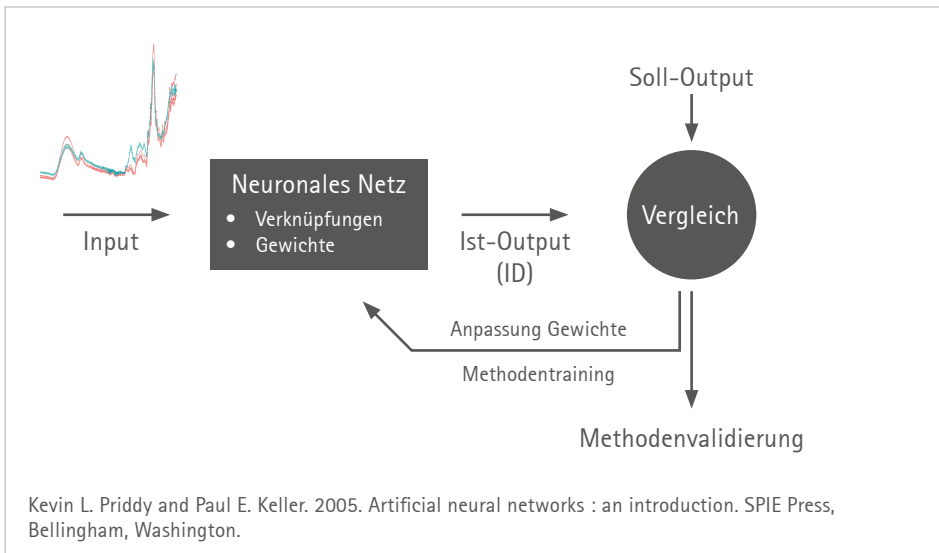 Soll-Output
Neuronales Netz
• Verknüpfungen
• Gewichte
Vergleich
Input
Ist-Output
(ID)
Anpassung Gewichte
Methodentraining
Methodenvalidierung
Kevin L. Priddy and Paul E. Keller. 2005. Artificial neural networks : an introduction. SPIE Press,
Bellingham, Washington.